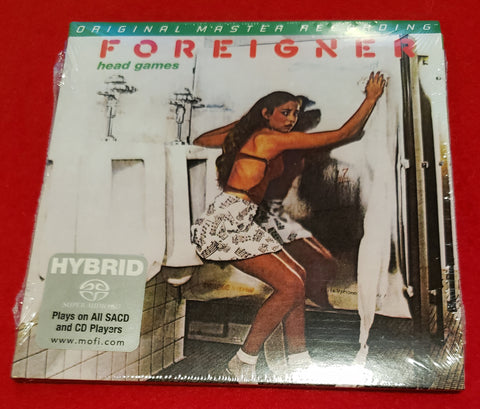 ORIGINAL MASTER RECORDING
FOREIGNER
head games
HYBRID
SUPER AUDIO CD
Plays on All SACD
and CD Players
www.mofi.com